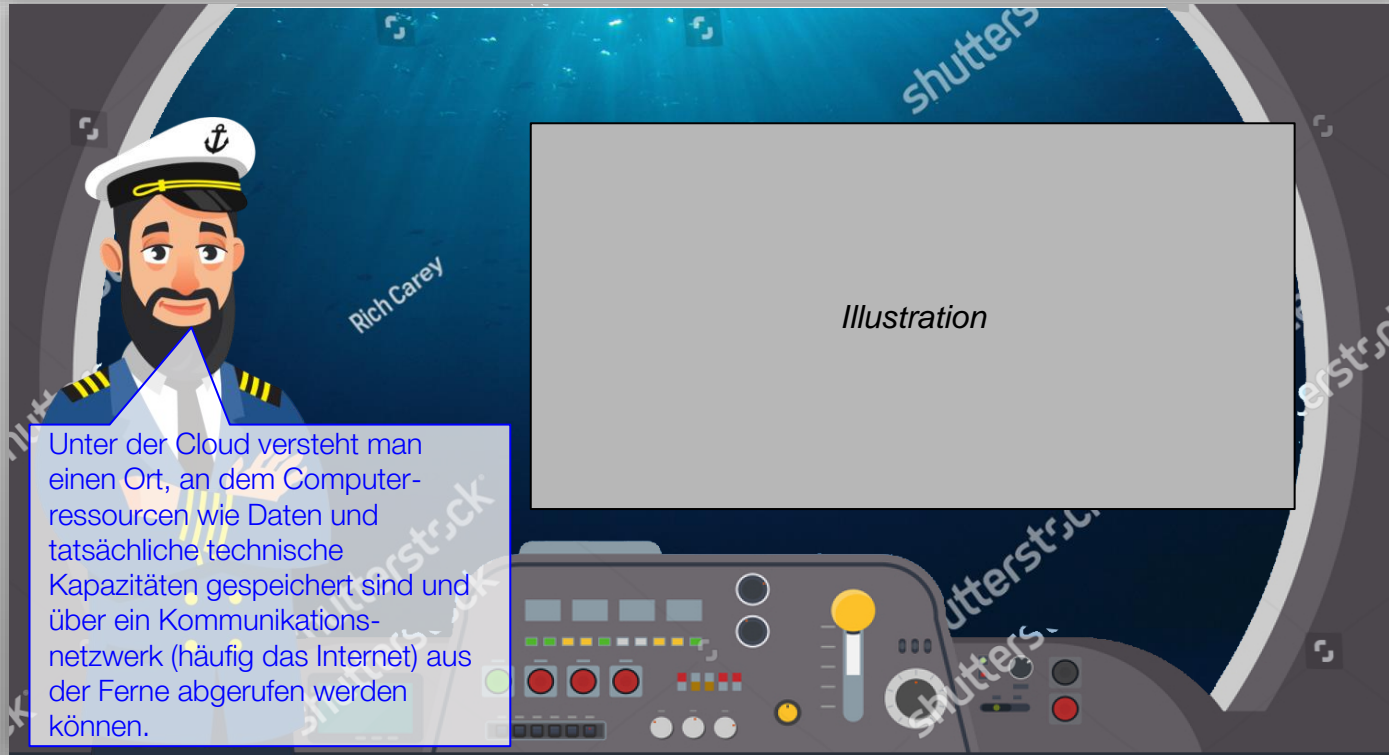 shutters
Rich Carey
Illustration
Unter der Cloud versteht man
einen Ort, an dem Computer-
ressourcen wie Daten und
tatsächliche technische
Kapazitäten gespeichert sind und
über ein Kommunikations-
netzwerk (häufig das Internet) aus
der Ferne abgerufen werden
können.